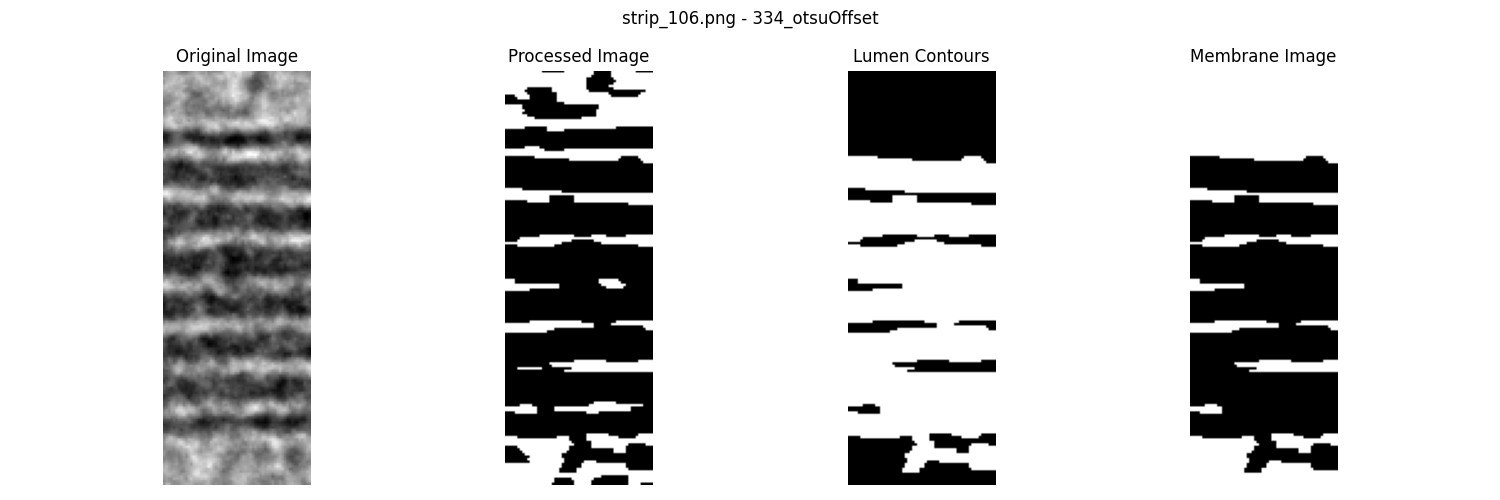 strip_106.png - 334_otsuOffset
Original Image
Processed Image
Lumen Contours
Membrane Image